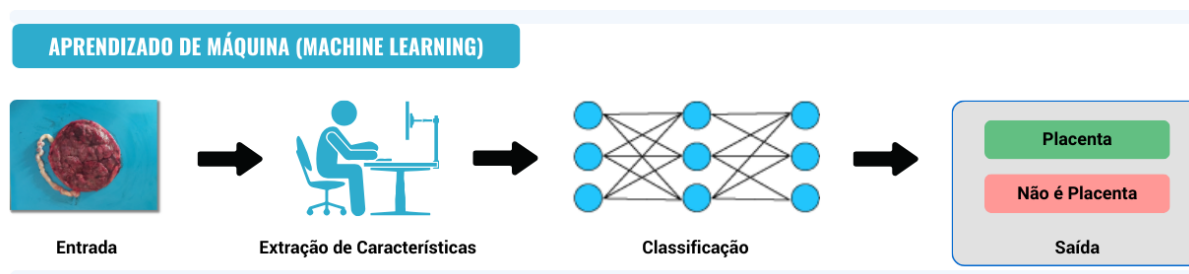 APRENDIZADO DE MÁQUINA (MACHINE LEARNING)
Entrada
Extração de Características
Classificação
Placenta
Não é Placenta
Saída